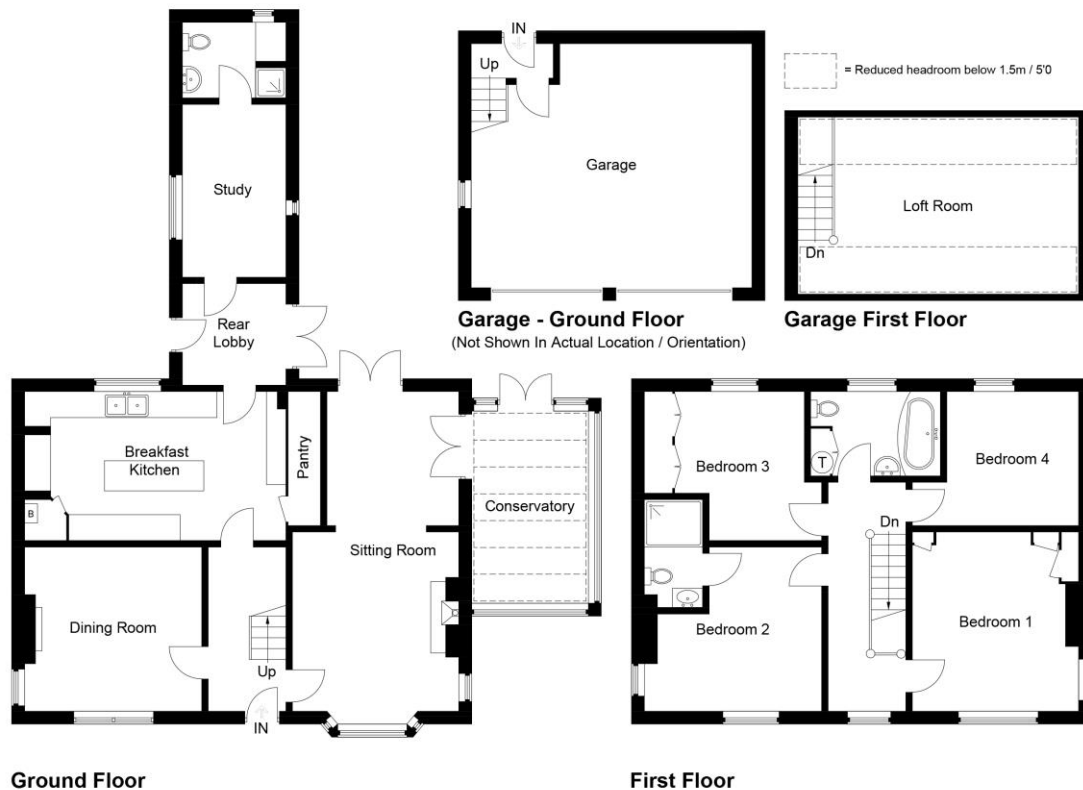 IN
Up
Garage
Garage - Ground Floor
(Not Shown In Actual Location / Orientation)
= Reduced headroom below 1.5m / 5'0
Loft Room
Dn
Garage First Floor
Study
Rear
Lobby
Breakfast
Kitchen
Pantry
B
Conservatory
Sitting Room
Dining Room
Up
IN
Ground Floor
Bedroom 3
T
Bedroom 4
Dn
Bedroom 2
Bedroom 1
First Floor